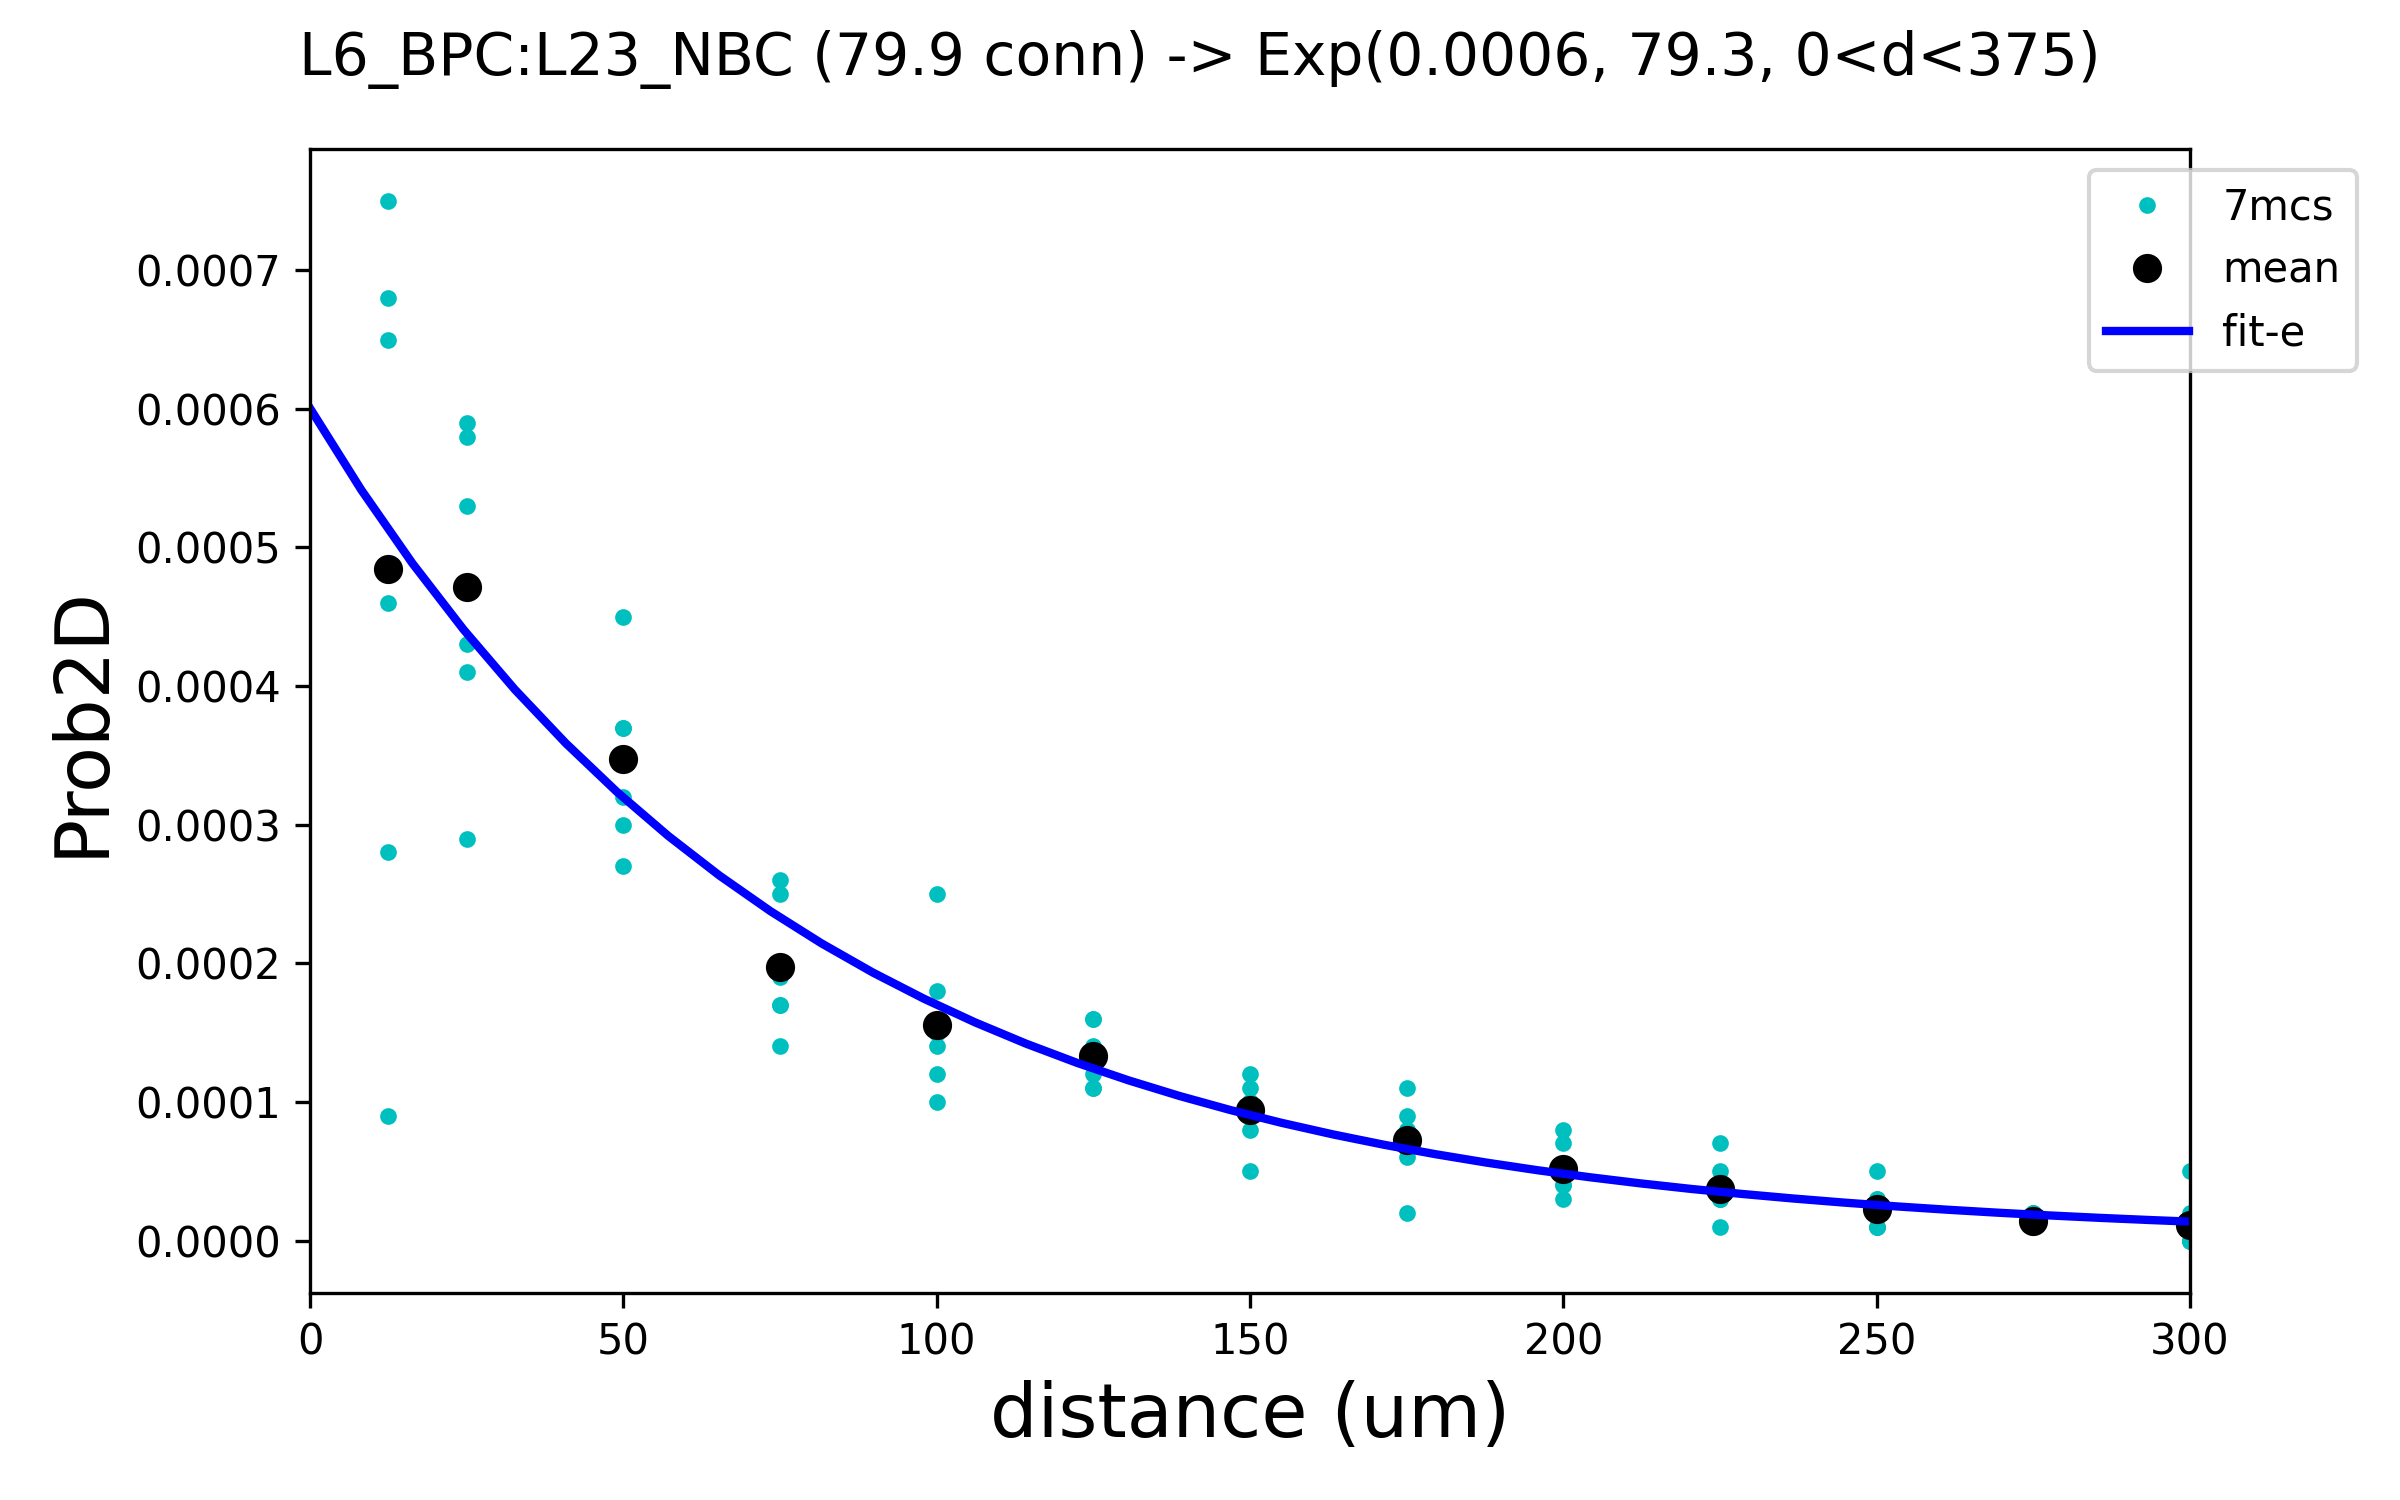 L6_BPC:L23_NBC (79.9 conn) -> Exp(0.0006, 79.3, 0<d<375)
7mcs
mean
fit-e
Prob2D
0.0007
0.0006
0.0005
0.0004
0.0003
0.0002
0.0001
0.0000
0 50 100 150 200 250 300
distance (um)